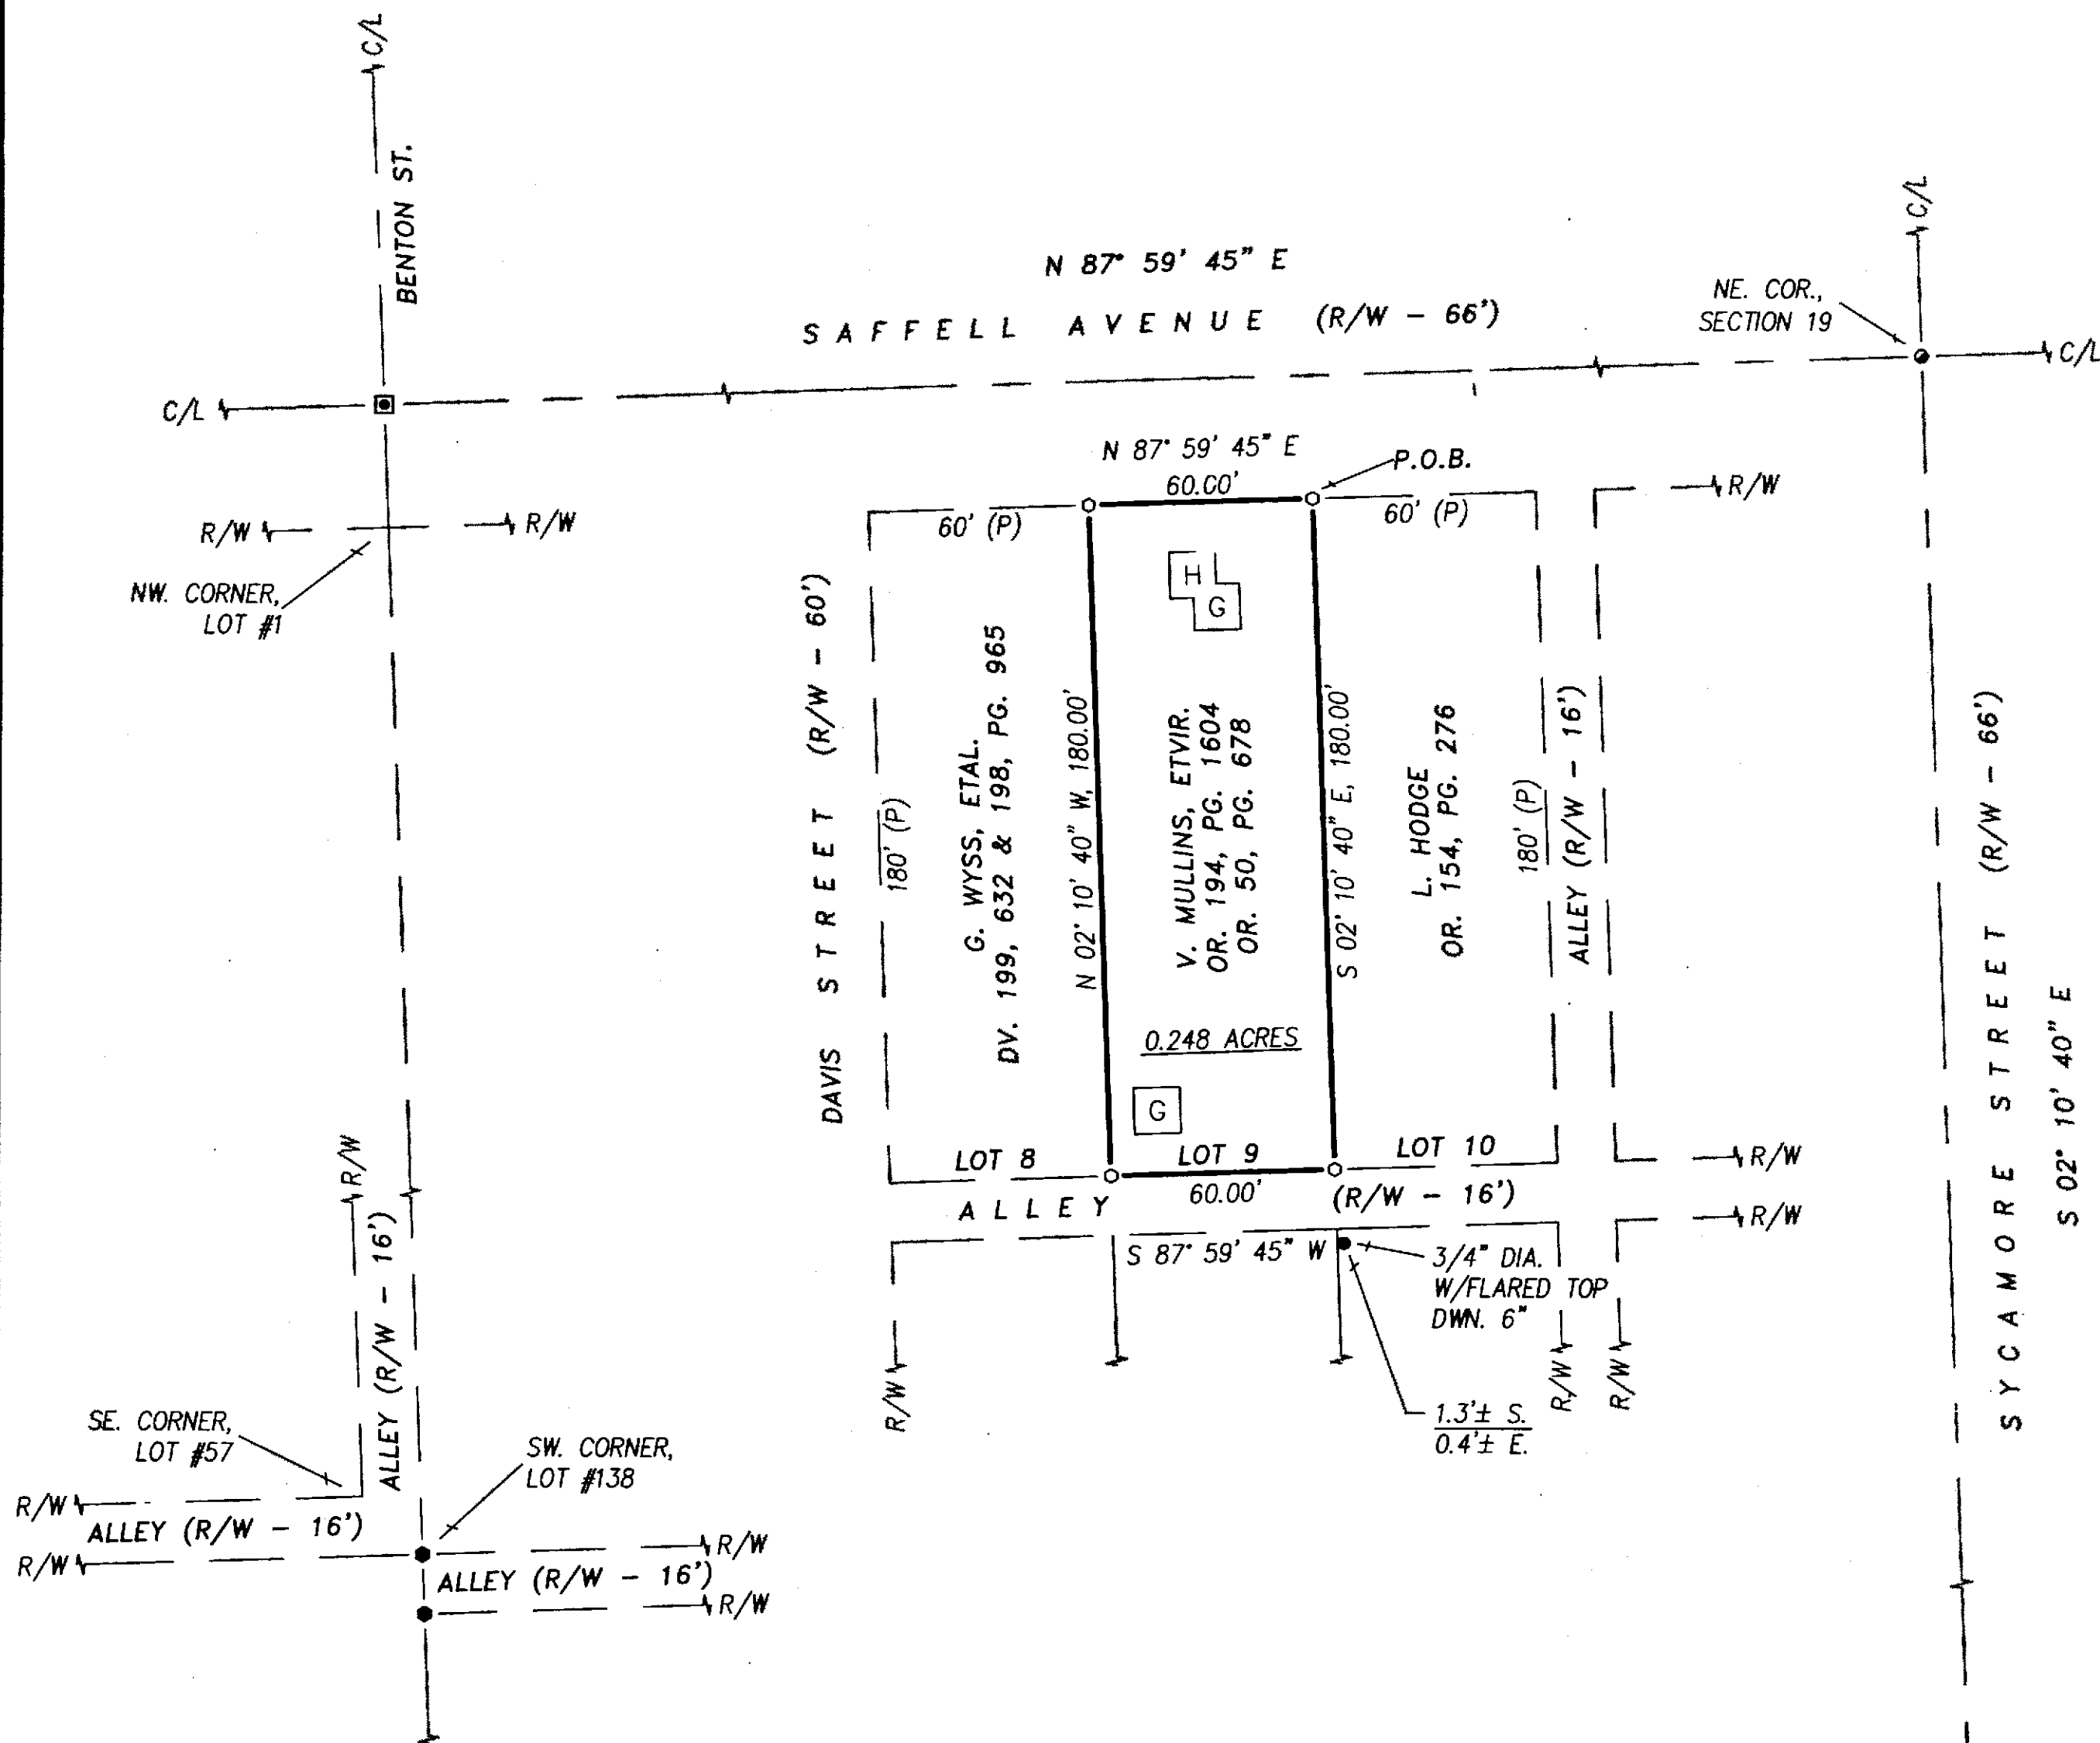 C/L
BENTON ST.
C/L
N 87° 59' 45" E
SAFFELL AVENUE (R/W - 66')
NE. COR.,
SECTION 19
C/L
C/L
N 87° 59' 45" E
60.00'
P.O.B.
R/W
R/W
R/W
60' (P)
60' (P)
NW. CORNER,
LOT #1
H
G
DAVIS STREET (R/W - 60')
180' (P)
G. WYSS, ETAL.
DV. 199, 632 & 198, PG. 965
N 02° 10' 40" W, 180.00'
V. MULLINS, ETVIR.
OR. 194, PG. 1604
OR. 50, PG. 678
S 02° 10' 40" E, 180.00'
L. HODGE
OR. 154, PG. 276
180' (P)
ALLEY (R/W - 16')
SYCAMORE STREET (R/W - 66')
S 02° 10' 40" E
0.248 ACRES
G
LOT 8
LOT 9
LOT 10
R/W
60.00'
ALLEY (R/W - 16')
R/W
S 87° 59' 45" W
3/4" DIA.
W/FLARED TOP
DWN. 6"
R/W
R/W
R/W
1.3'± S.
0.4'± E.
R/W
ALLEY (R/W - 16')
SE. CORNER,
LOT #57
SW. CORNER,
LOT #138
R/W
ALLEY (R/W - 16')
R/W
R/W
ALLEY (R/W - 16')
R/W